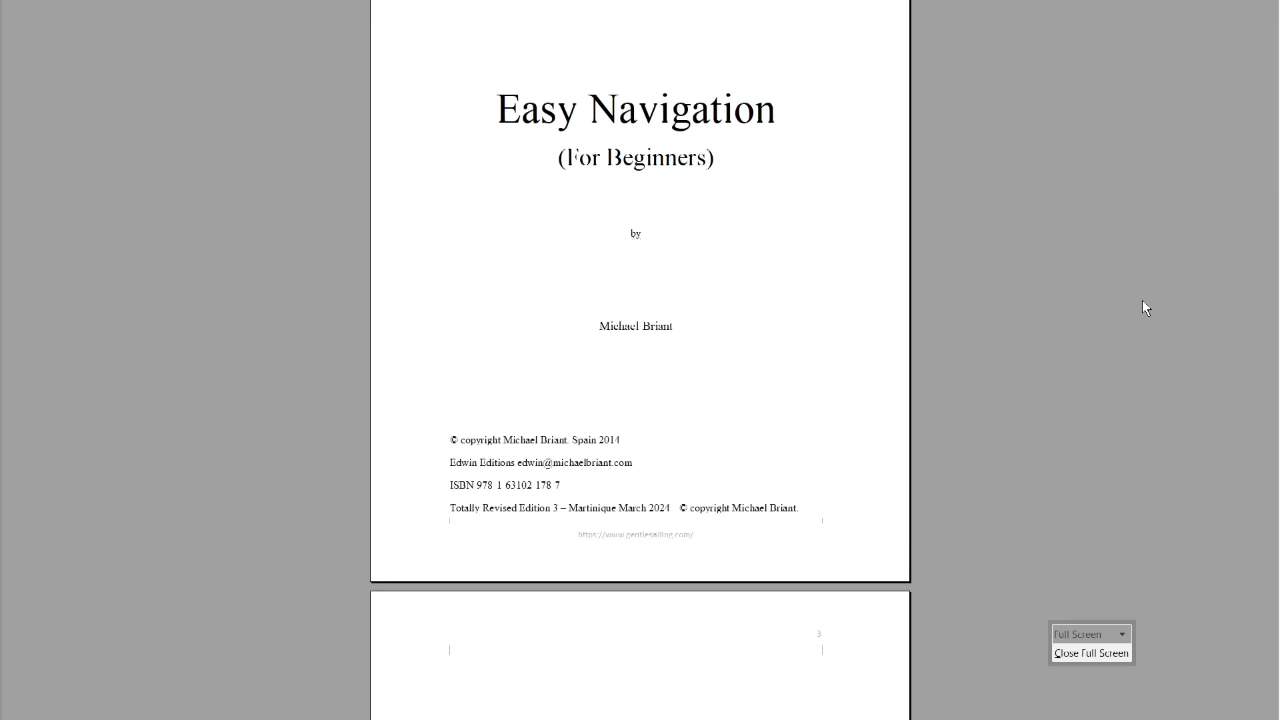 Easy Navigation
(For Beginners)
by
Michael Briant
© copyright Michael Briant. Spain 2014
Edwin Editions edwin@michaelbriant.com
ISBN 978 1 63102 178 7
Totally Revised Edition 3 – Martinique March 2024 © copyright Michael Briant.
https://www.gentlesailing.com/
3
Full Screen
Close Full Screen